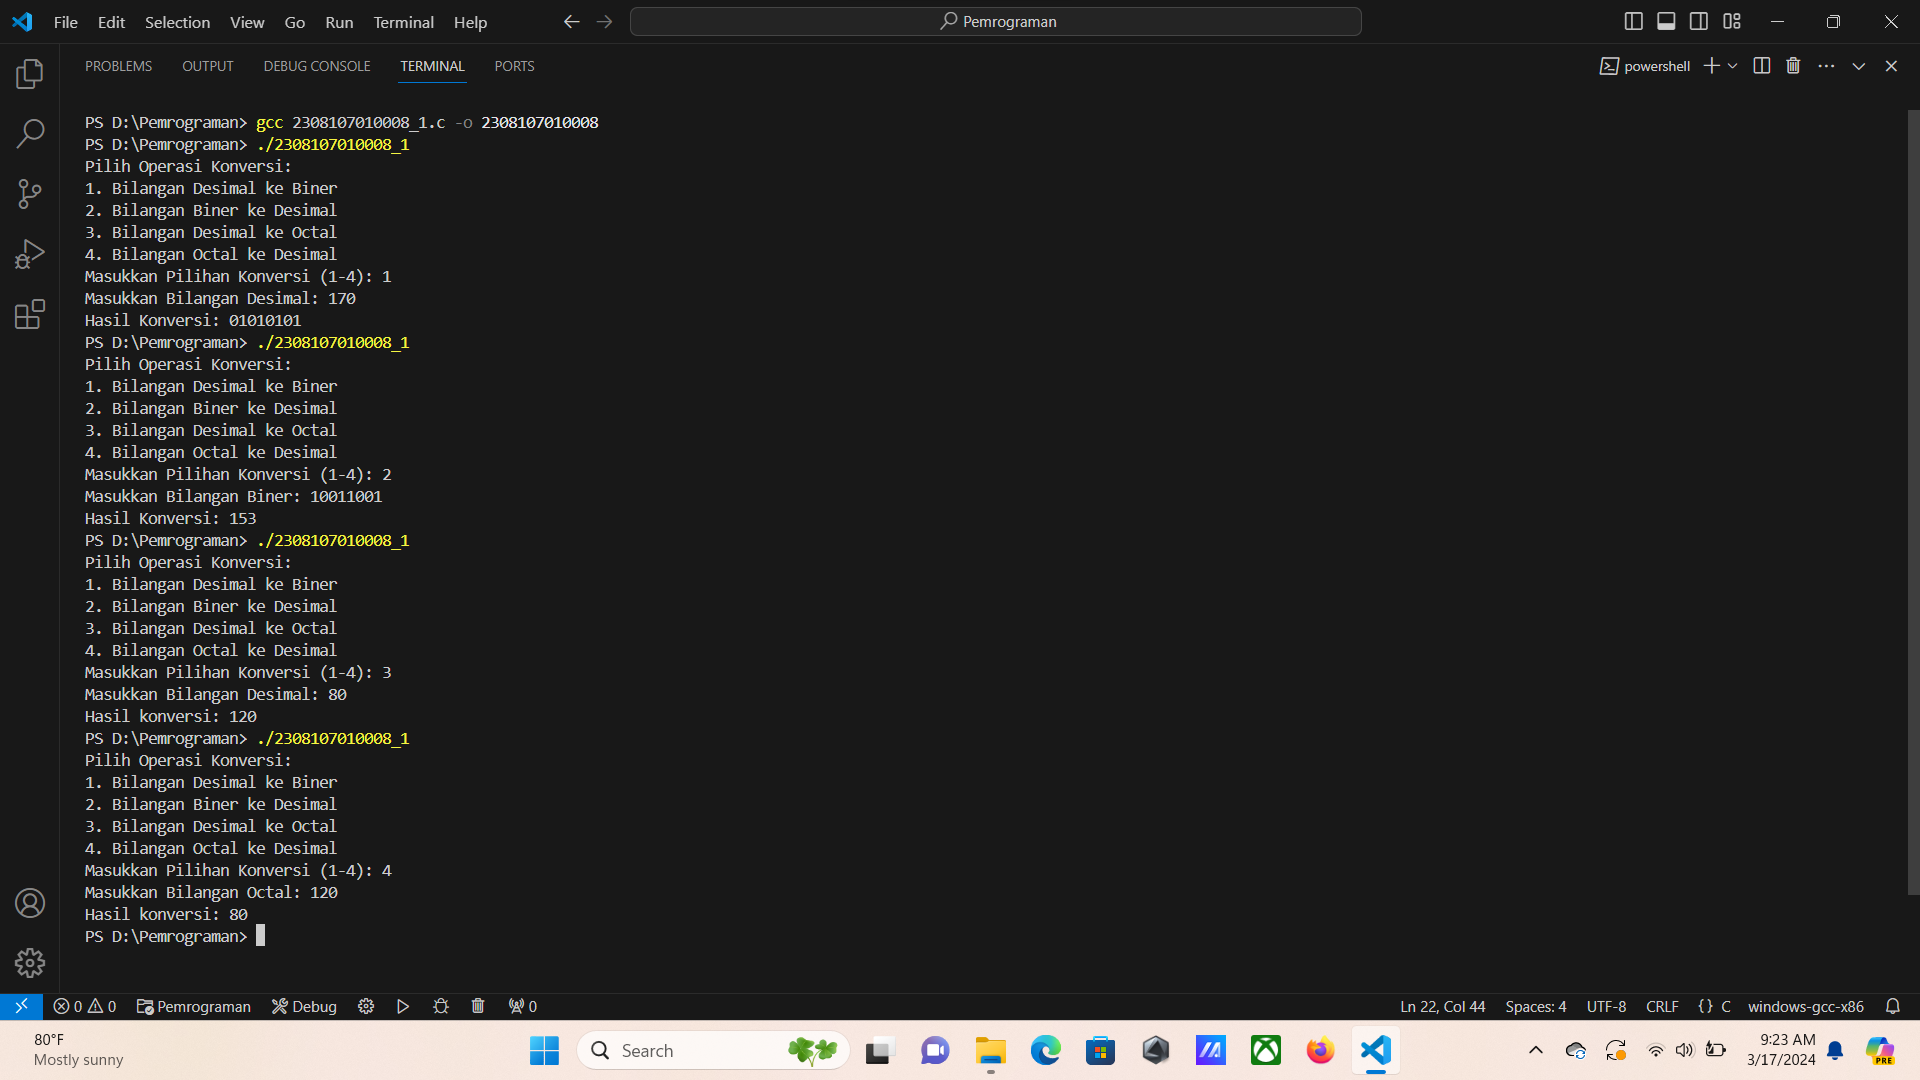 File Edit Selection View Go Run Terminal Help
Pemrograman
PROBLEMS OUTPUT DEBUG CONSOLE TERMINAL PORTS
powershell
PS D:\Pemrograman> gcc 2308107010008_1.c -o 2308107010008
PS D:\Pemrograman> ./2308107010008_1
Pilih Operasi Konversi:
1. Bilangan Desimal ke Biner
2. Bilangan Biner ke Desimal
3. Bilangan Desimal ke Octal
4. Bilangan Octal ke Desimal
Masukkan Pilihan Konversi (1-4): 1
Masukkan Bilangan Desimal: 170
Hasil Konversi: 01010101
PS D:\Pemrograman> ./2308107010008_1
Pilih Operasi Konversi:
1. Bilangan Desimal ke Biner
2. Bilangan Biner ke Desimal
3. Bilangan Desimal ke Octal
4. Bilangan Octal ke Desimal
Masukkan Pilihan Konversi (1-4): 2
Masukkan Bilangan Biner: 10011001
Hasil Konversi: 153
PS D:\Pemrograman> ./2308107010008_1
Pilih Operasi Konversi:
1. Bilangan Desimal ke Biner
2. Bilangan Biner ke Desimal
3. Bilangan Desimal ke Octal
4. Bilangan Octal ke Desimal
Masukkan Pilihan Konversi (1-4): 3
Masukkan Bilangan Desimal: 80
Hasil konversi: 120
PS D:\Pemrograman> ./2308107010008_1
Pilih Operasi Konversi:
1. Bilangan Desimal ke Biner
2. Bilangan Biner ke Desimal
3. Bilangan Desimal ke Octal
4. Bilangan Octal ke Desimal
Masukkan Pilihan Konversi (1-4): 4
Masukkan Bilangan Octal: 120
Hasil konversi: 80
PS D:\Pemrograman>
0 0 Pemrograman Debug 0 Ln 22, Col 44 Spaces: 4 UTF-8 CRLF {} C windows-gcc-x86
80°F
Mostly sunny
Search
9:23 AM
3/17/2024
PRE